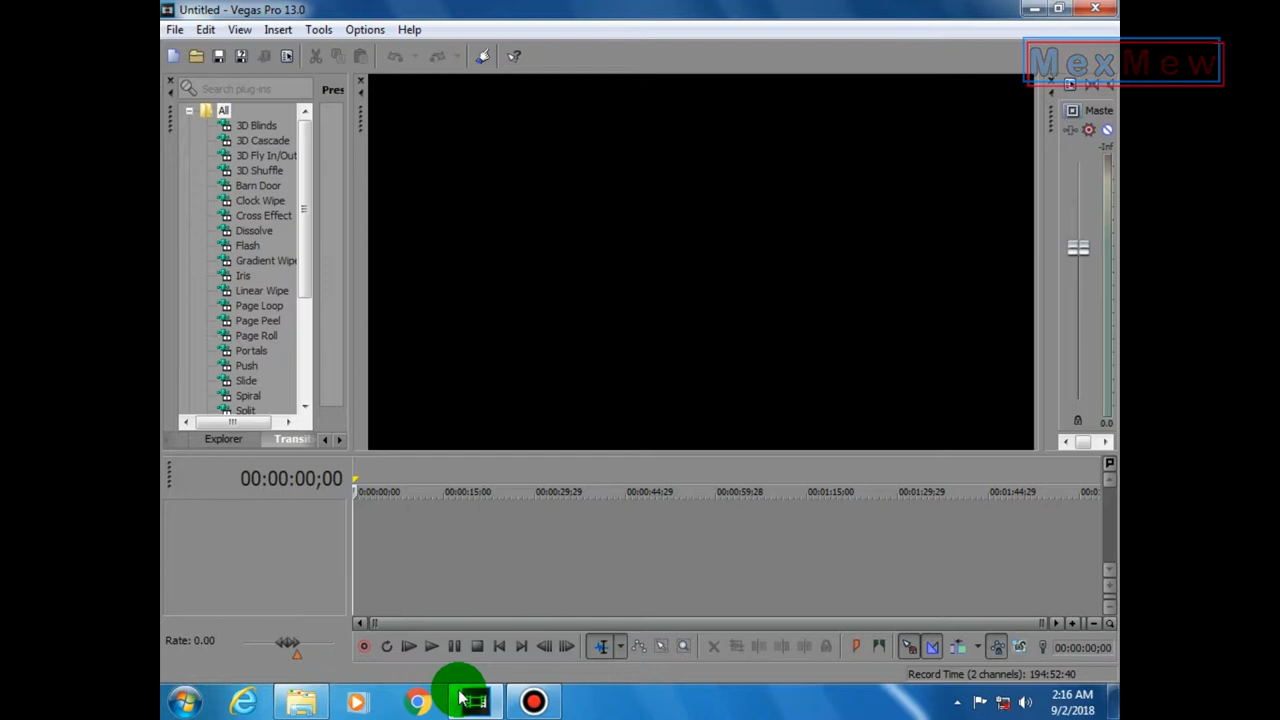 Untitled - Vegas Pro 13.0
File Edit View Insert Tools Options Help
MexMew
Search plug-ins
Pres
All
3D Blinds
3D Cascade
3D Fly In/Out
3D Shuffle
Barn Door
Clock Wipe
Cross Effect
Dissolve
Flash
Gradient Wipe
Iris
Linear Wipe
Page Loop
Page Peel
Page Roll
Portals
Push
Slide
Spiral
Split
Explorer Transiti
Maste
-Inf
0.0
00:00:00;00
0:00:00;00 00:00:15;00 00:00:29;29 00:00:44;29 00:00:59;28 00:01:15;00 00:01:29;29 00:01:44;29 00:0
Rate: 0.00
00:00:00;00
Record Time (2 channels): 194:52:40
2:16 AM
9/2/2018